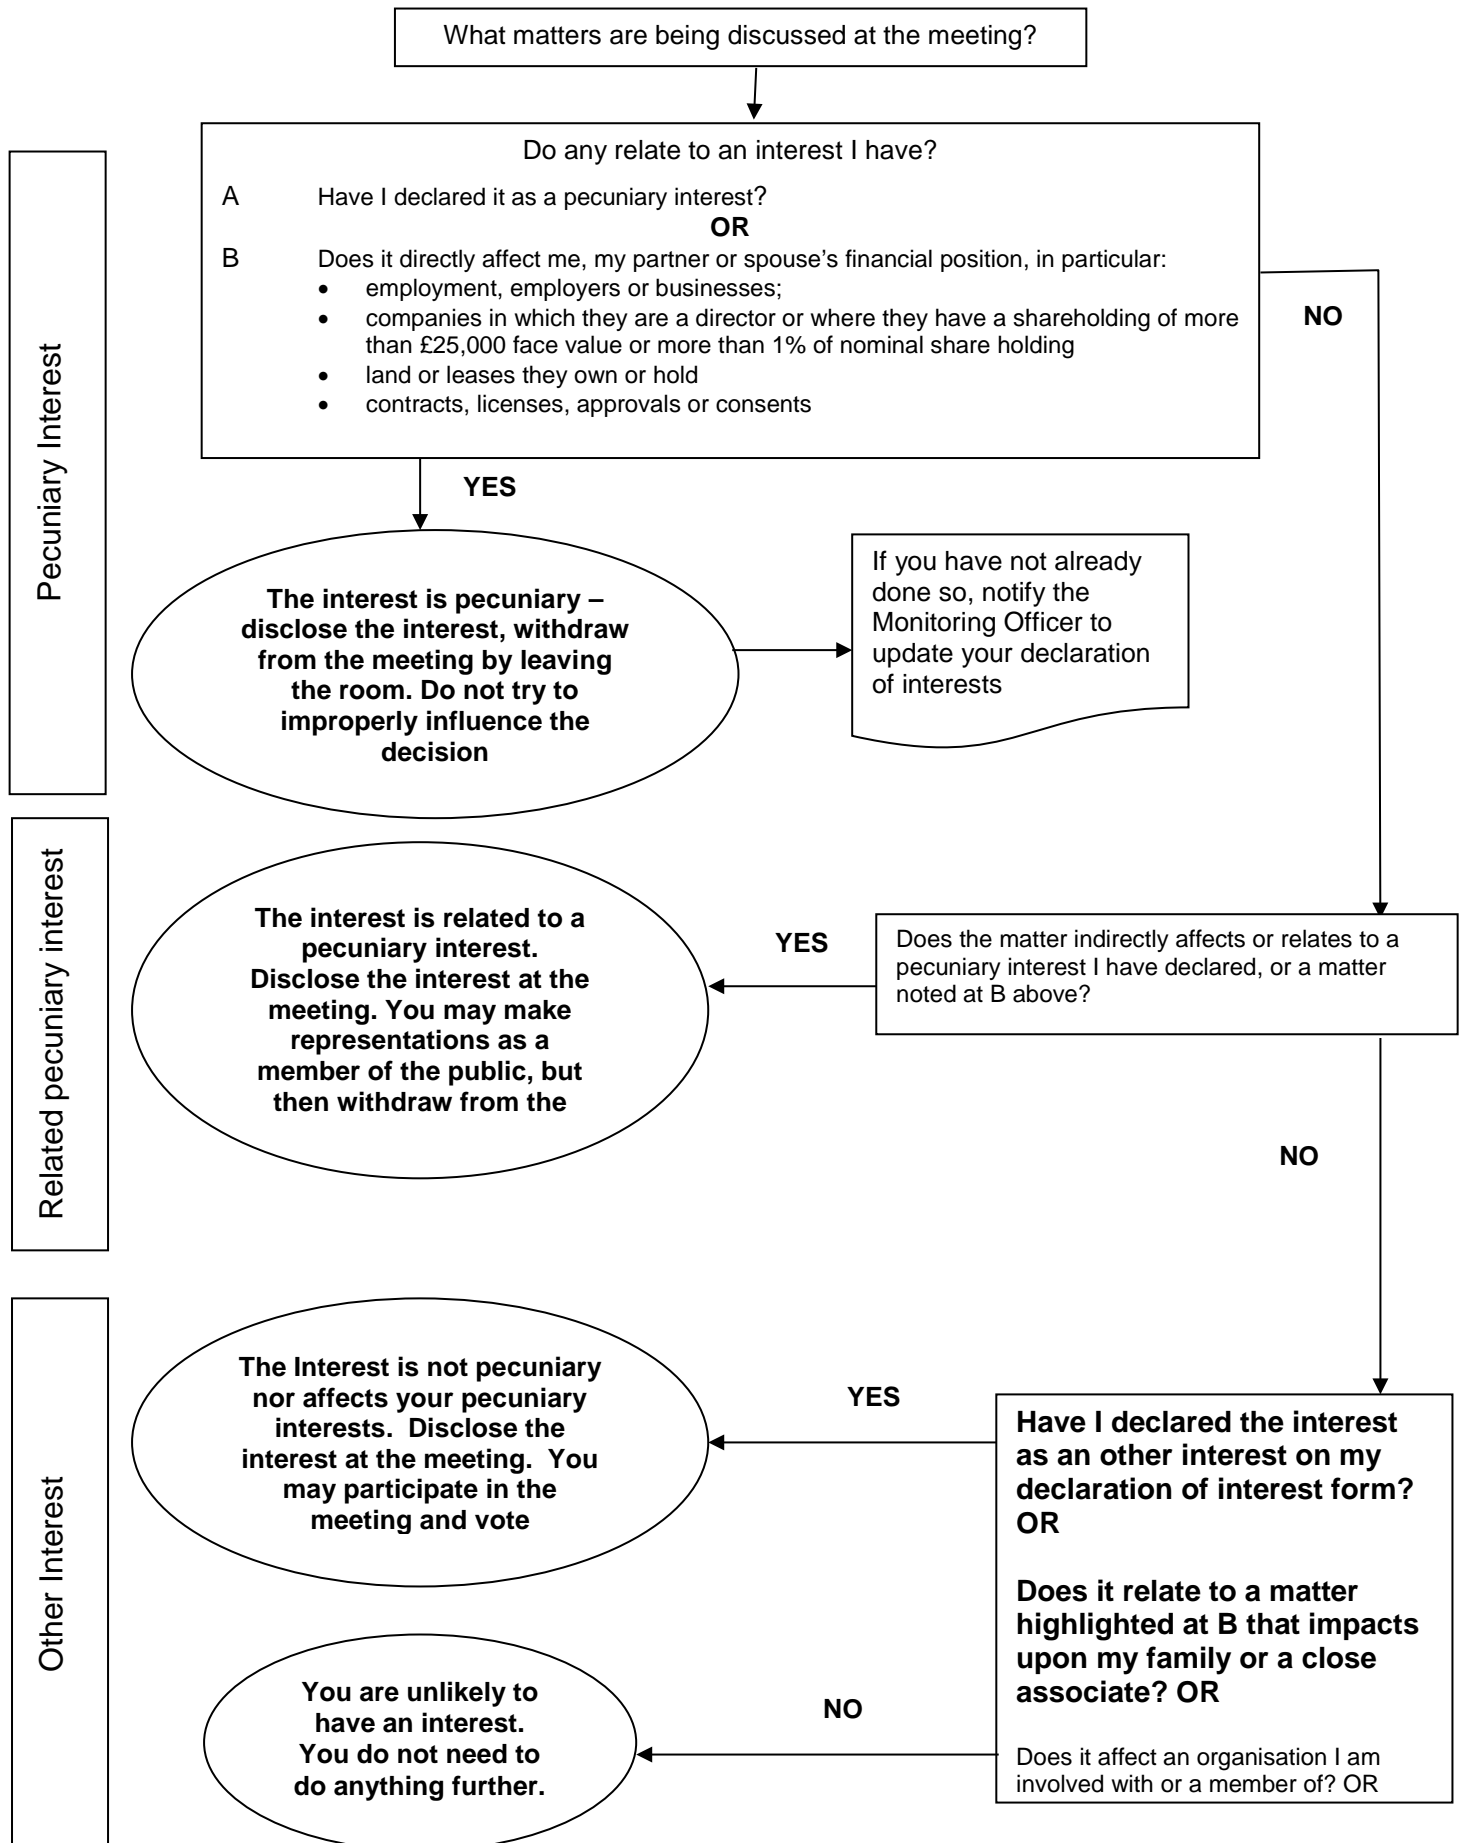 What matters are being discussed at the meeting?
Pecuniary Interest
Do any relate to an interest I have?
A Have I declared it as a pecuniary interest?
OR
B Does it directly affect me, my partner or spouse's financial position, in particular:
• employment, employers or businesses;
• companies in which they are a director or where they have a shareholding of more
than £25,000 face value or more than 1% of nominal share holding
• land or leases they own or hold
• contracts, licenses, approvals or consents
NO
YES
The interest is pecuniary –
disclose the interest, withdraw
from the meeting by leaving
the room. Do not try to
improperly influence the
decision
If you have not already
done so, notify the
Monitoring Officer to
update your declaration
of interests
Related pecuniary interest
The interest is related to a
pecuniary interest.
Disclose the interest at the
meeting. You may make
representations as a
member of the public, but
then withdraw from the
YES
Does the matter indirectly affects or relates to a
pecuniary interest I have declared, or a matter
noted at B above?
NO
Other Interest
The Interest is not pecuniary
nor affects your pecuniary
interests. Disclose the
interest at the meeting. You
may participate in the
meeting and vote
YES
Have I declared the interest
as an other interest on my
declaration of interest form?
OR
Does it relate to a matter
highlighted at B that impacts
upon my family or a close
associate? OR
Does it affect an organisation I am
involved with or a member of? OR
NO
You are unlikely to
have an interest.
You do not need to
do anything further.